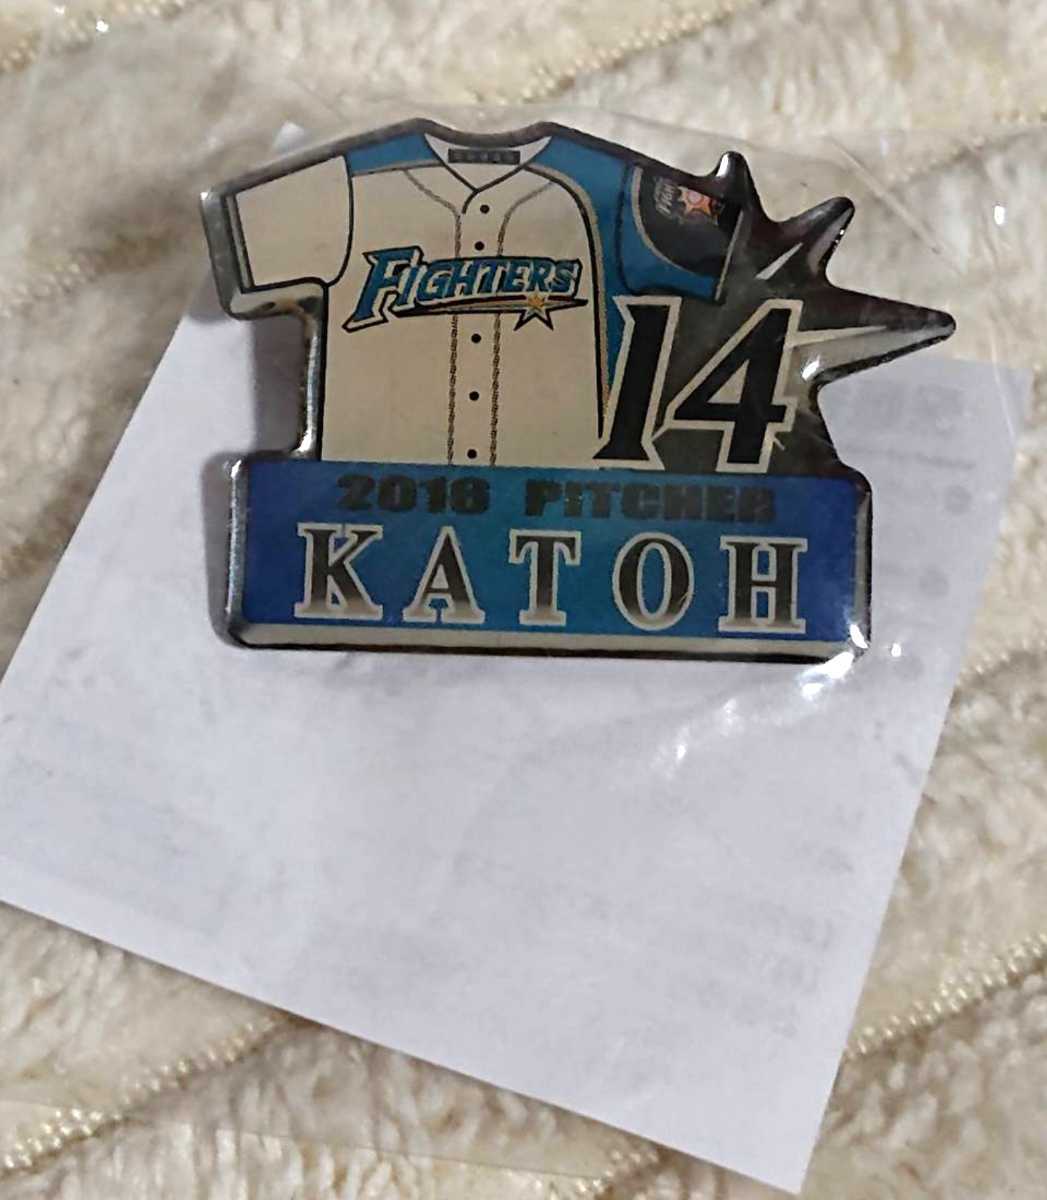 FIGHTERS
14
2018 PITCHER
KATOH